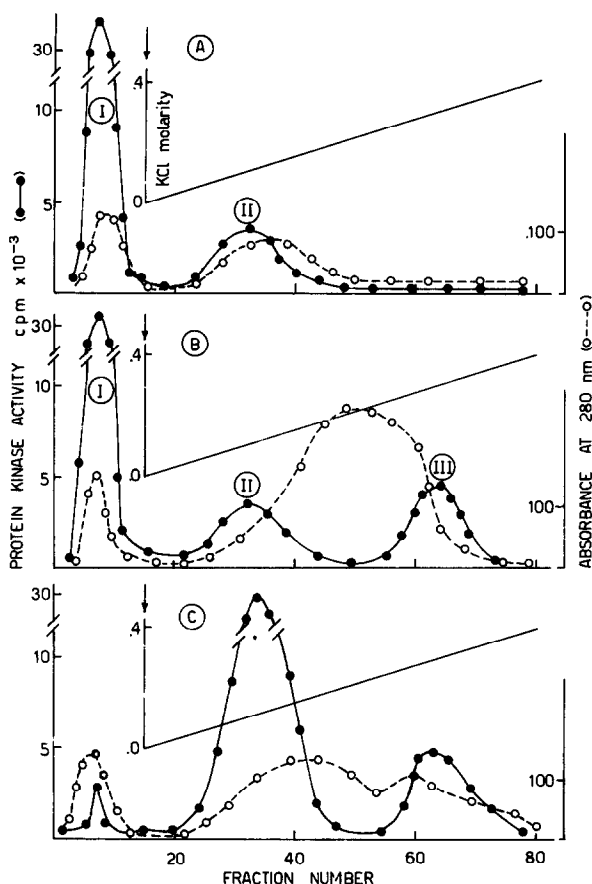 30
10
5
A
I
.4
KCl molarity
0
II
.100
30
10
5
B
I
.4
.0
II
III
.100
30
10
5
C
.4
.0
100
20
40
60
80
FRACTION NUMBER
PROTEIN KINASE ACTIVITY cpm x 10⁻³ (●—●)
ABSORBANCE AT 280 nm (o---o)